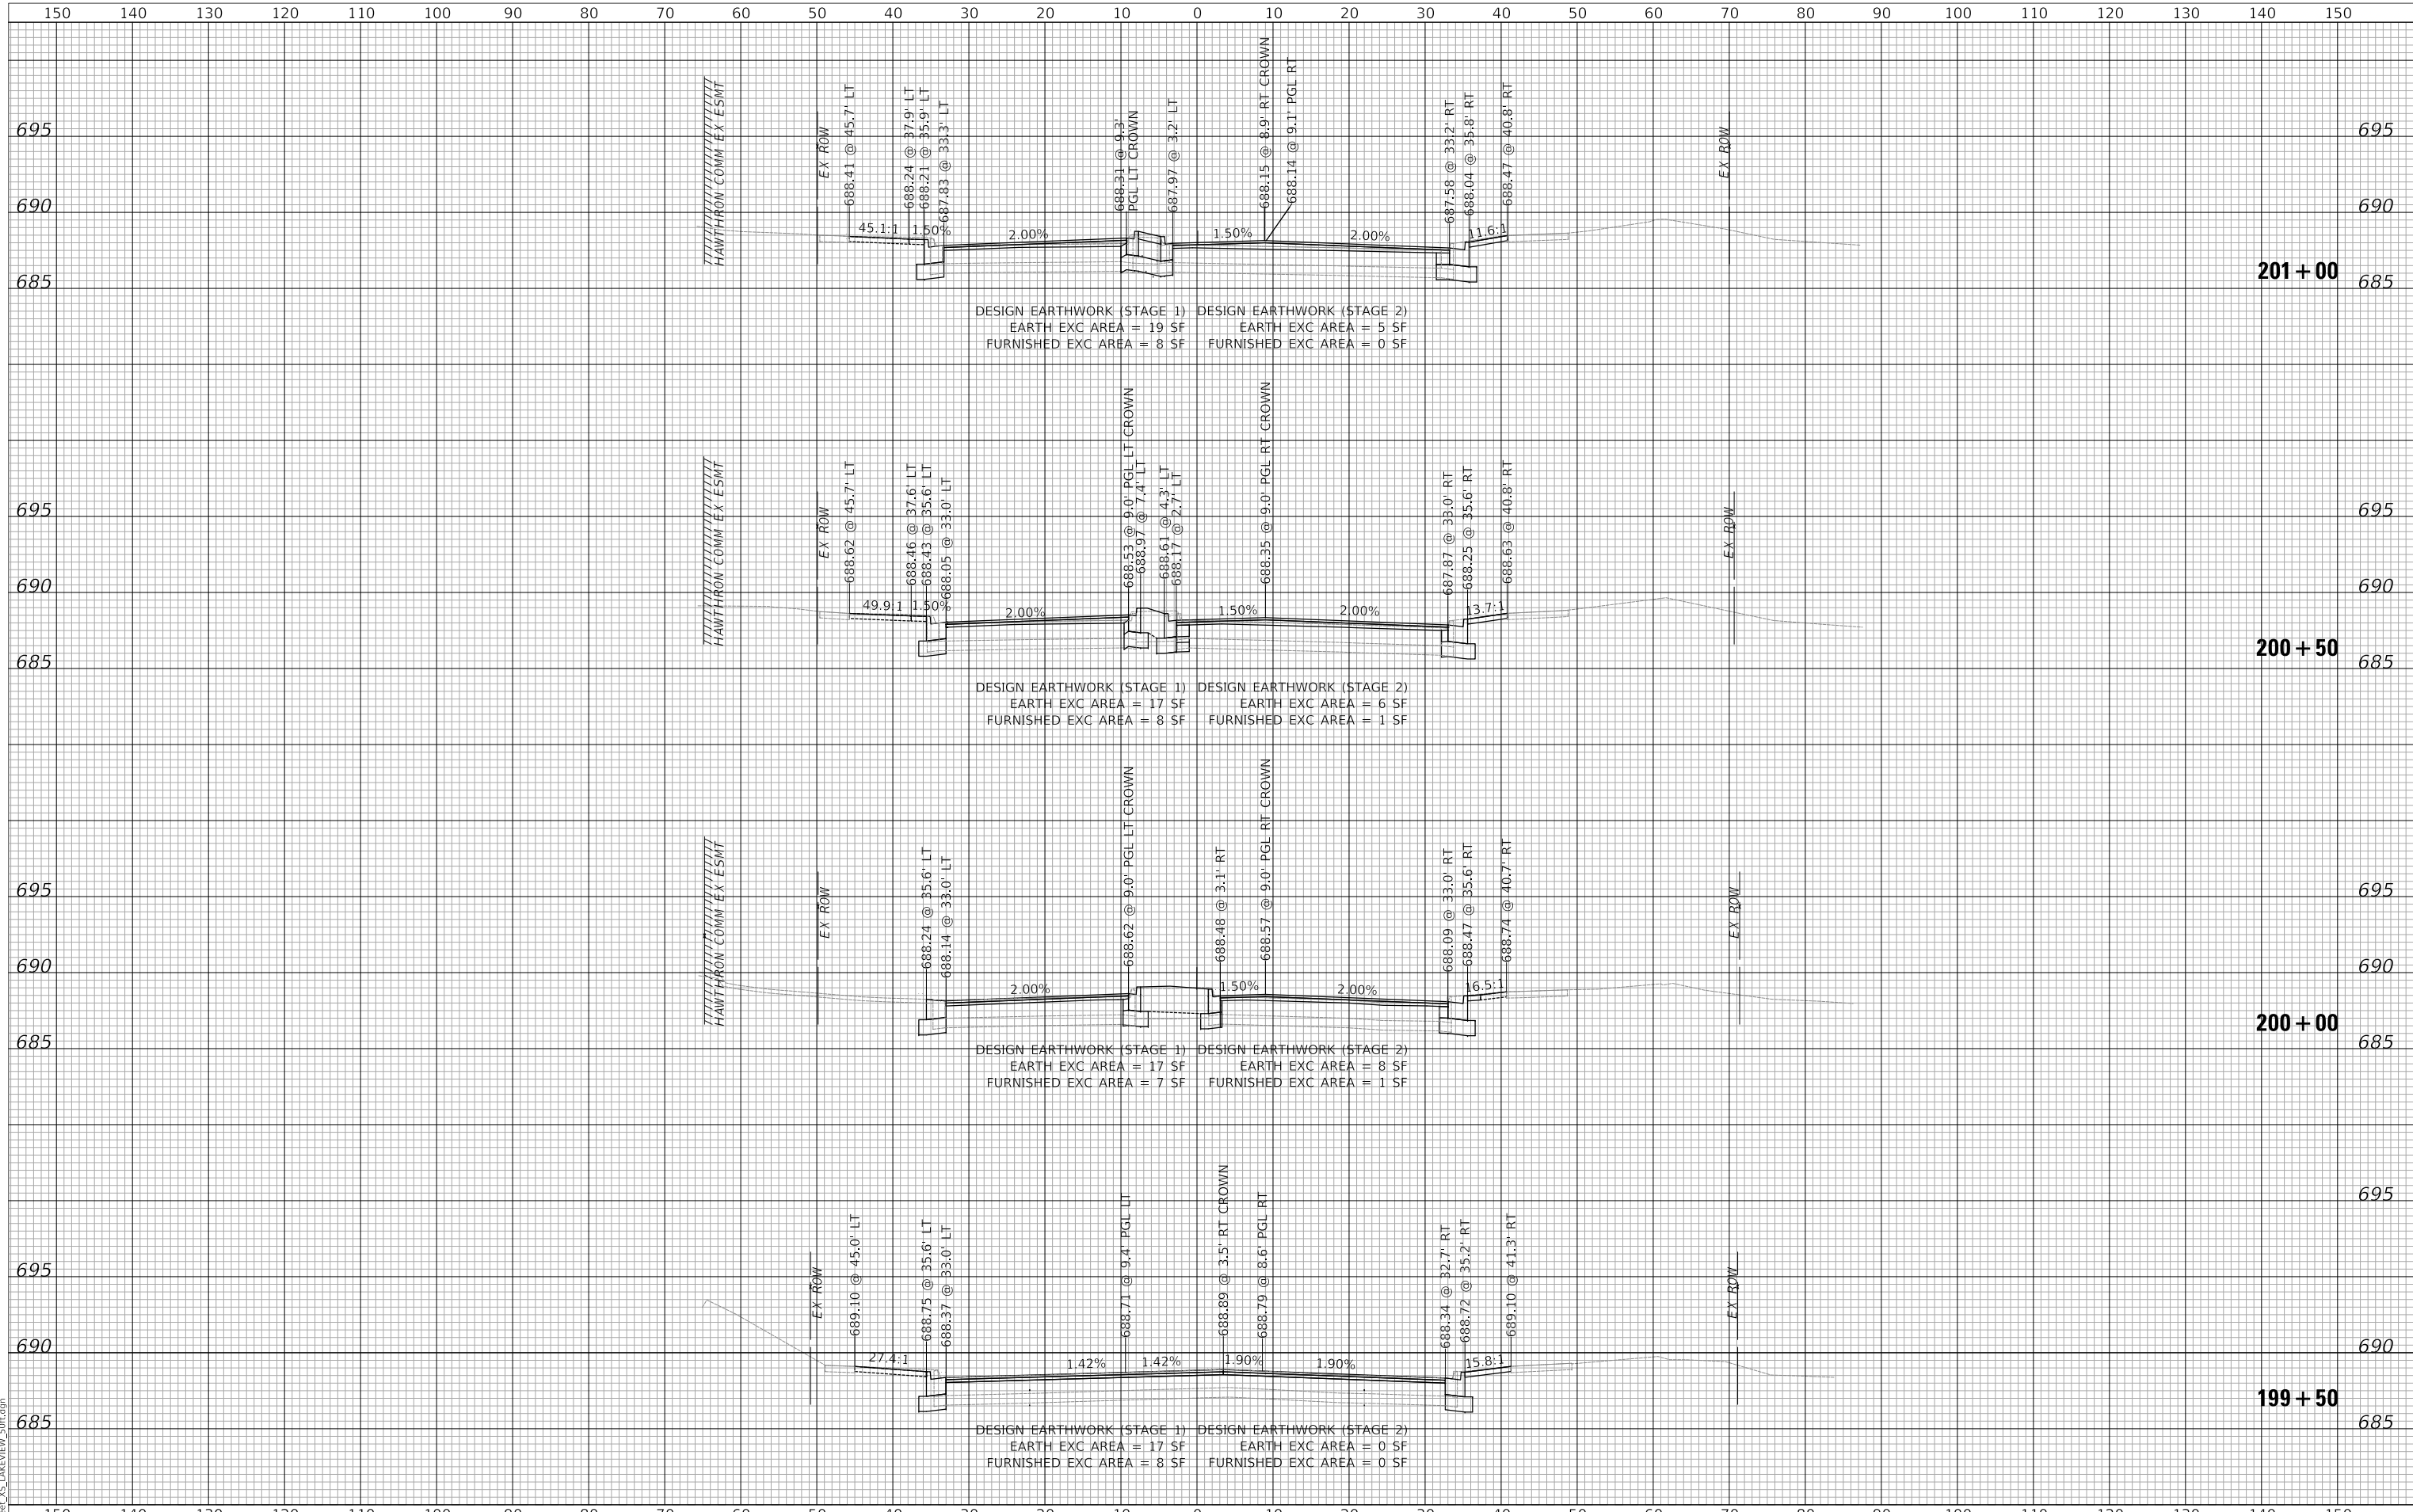 150 140 130 120 110 100 90 80 70 60 50 40 30 20 10 0 10 20 30 40 50 60 70 80 90 100 110 120 130 140 150
HAWTHRON COMM EX ESMT
EX ROW
688.41 @ 45.7' LT
688.24 @ 37.9' LT
688.21 @ 35.9' LT
687.83 @ 33.3' LT
688.31 @ 9.3'
PGL LT CROWN
687.97 @ 3.2' LT
688.15 @ 8.9' RT CROWN
688.14 @ 9.1' PGL RT
687.58 @ 33.2' RT
688.04 @ 35.8' RT
688.47 @ 40.8' RT
EX ROW
695 695
690 690
45.1:1 1.50% 2.00% 1.50% 2.00% 11.6:1
201+00
685 685
DESIGN EARTHWORK (STAGE 1) DESIGN EARTHWORK (STAGE 2)
EARTH EXC AREA = 19 SF EARTH EXC AREA = 5 SF
FURNISHED EXC AREA = 8 SF FURNISHED EXC AREA = 0 SF
HAWTHRON COMM EX ESMT
EX ROW
688.62 @ 45.7' LT
688.46 @ 37.6' LT
688.43 @ 35.6' LT
688.05 @ 33.0' LT
688.53 @ 9.0' PGL LT CROWN
688.97 @ 7.4' LT
688.61 @ 4.3' LT
688.17 @ 2.7' LT
688.35 @ 9.0' PGL RT CROWN
687.87 @ 33.0' RT
688.25 @ 35.6' RT
688.63 @ 40.8' RT
EX ROW
695 695
690 690
49.9:1 1.50% 2.00% 1.50% 2.00% 13.7:1
200+50
685 685
DESIGN EARTHWORK (STAGE 1) DESIGN EARTHWORK (STAGE 2)
EARTH EXC AREA = 17 SF EARTH EXC AREA = 6 SF
FURNISHED EXC AREA = 8 SF FURNISHED EXC AREA = 1 SF
HAWTHRON COMM EX ESMT
EX ROW
688.24 @ 35.6' LT
688.14 @ 33.0' LT
688.62 @ 9.0' PGL LT CROWN
688.48 @ 3.1' RT
688.57 @ 9.0' PGL RT CROWN
688.09 @ 33.0' RT
688.47 @ 35.6' RT
688.74 @ 40.7' RT
EX ROW
695 695
690 690
2.00% 1.50% 2.00% 16.5:1
200+00
685 685
DESIGN EARTHWORK (STAGE 1) DESIGN EARTHWORK (STAGE 2)
EARTH EXC AREA = 17 SF EARTH EXC AREA = 8 SF
FURNISHED EXC AREA = 7 SF FURNISHED EXC AREA = 1 SF
695
EX ROW
689.10 @ 45.0' LT
688.75 @ 35.6' LT
688.37 @ 33.0' LT
688.71 @ 9.4' PGL LT
688.89 @ 3.5' RT CROWN
688.79 @ 8.6' PGL RT
688.34 @ 32.7' RT
688.72 @ 35.2' RT
689.10 @ 41.3' RT
EX ROW
695 695
690 690
27.4:1 1.42% 1.42% 1.90% 1.90% 15.8:1
199+50
685 685
DESIGN EARTHWORK (STAGE 1) DESIGN EARTHWORK (STAGE 2)
EARTH EXC AREA = 17 SF EARTH EXC AREA = 0 SF
FURNISHED EXC AREA = 8 SF FURNISHED EXC AREA = 0 SF